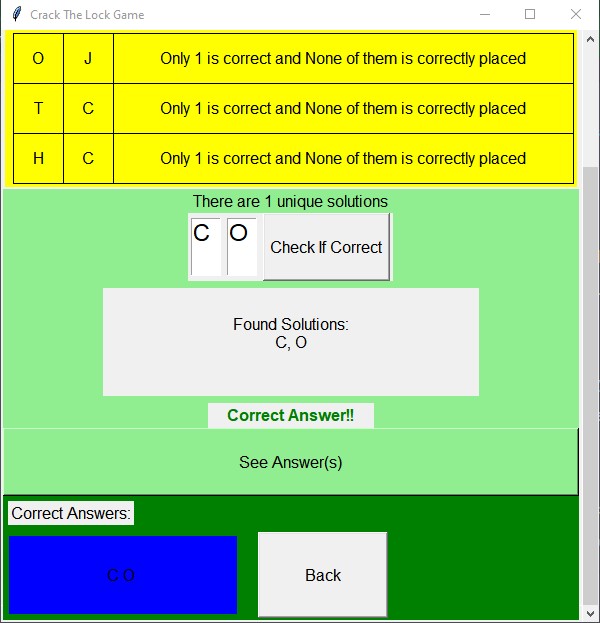 Crack The Lock Game
O J Only 1 is correct and None of them is correctly placed
T C Only 1 is correct and None of them is correctly placed
H C Only 1 is correct and None of them is correctly placed
There are 1 unique solutions
C O Check If Correct
Found Solutions:
C, O
Correct Answer!!
See Answer(s)
Correct Answers:
C O Back